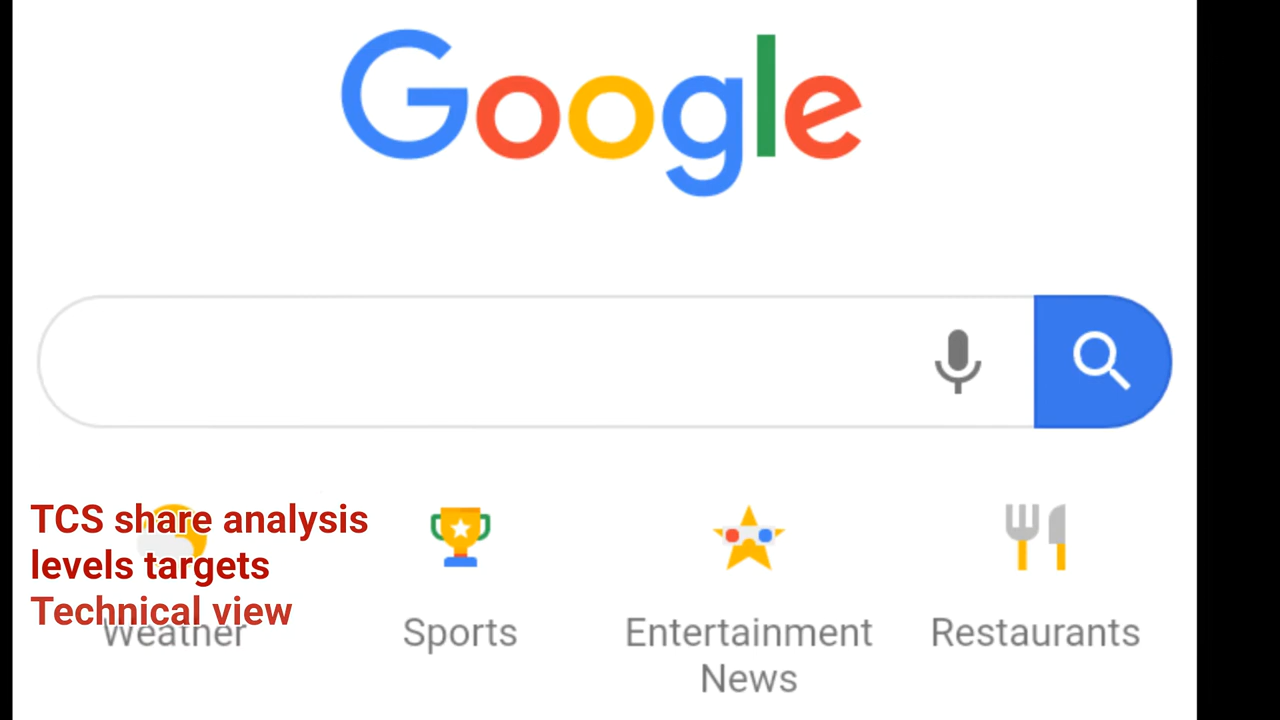 Google
TCS share analysis
levels targets
Technical view
Weather
Sports
Entertainment
News
Restaurants